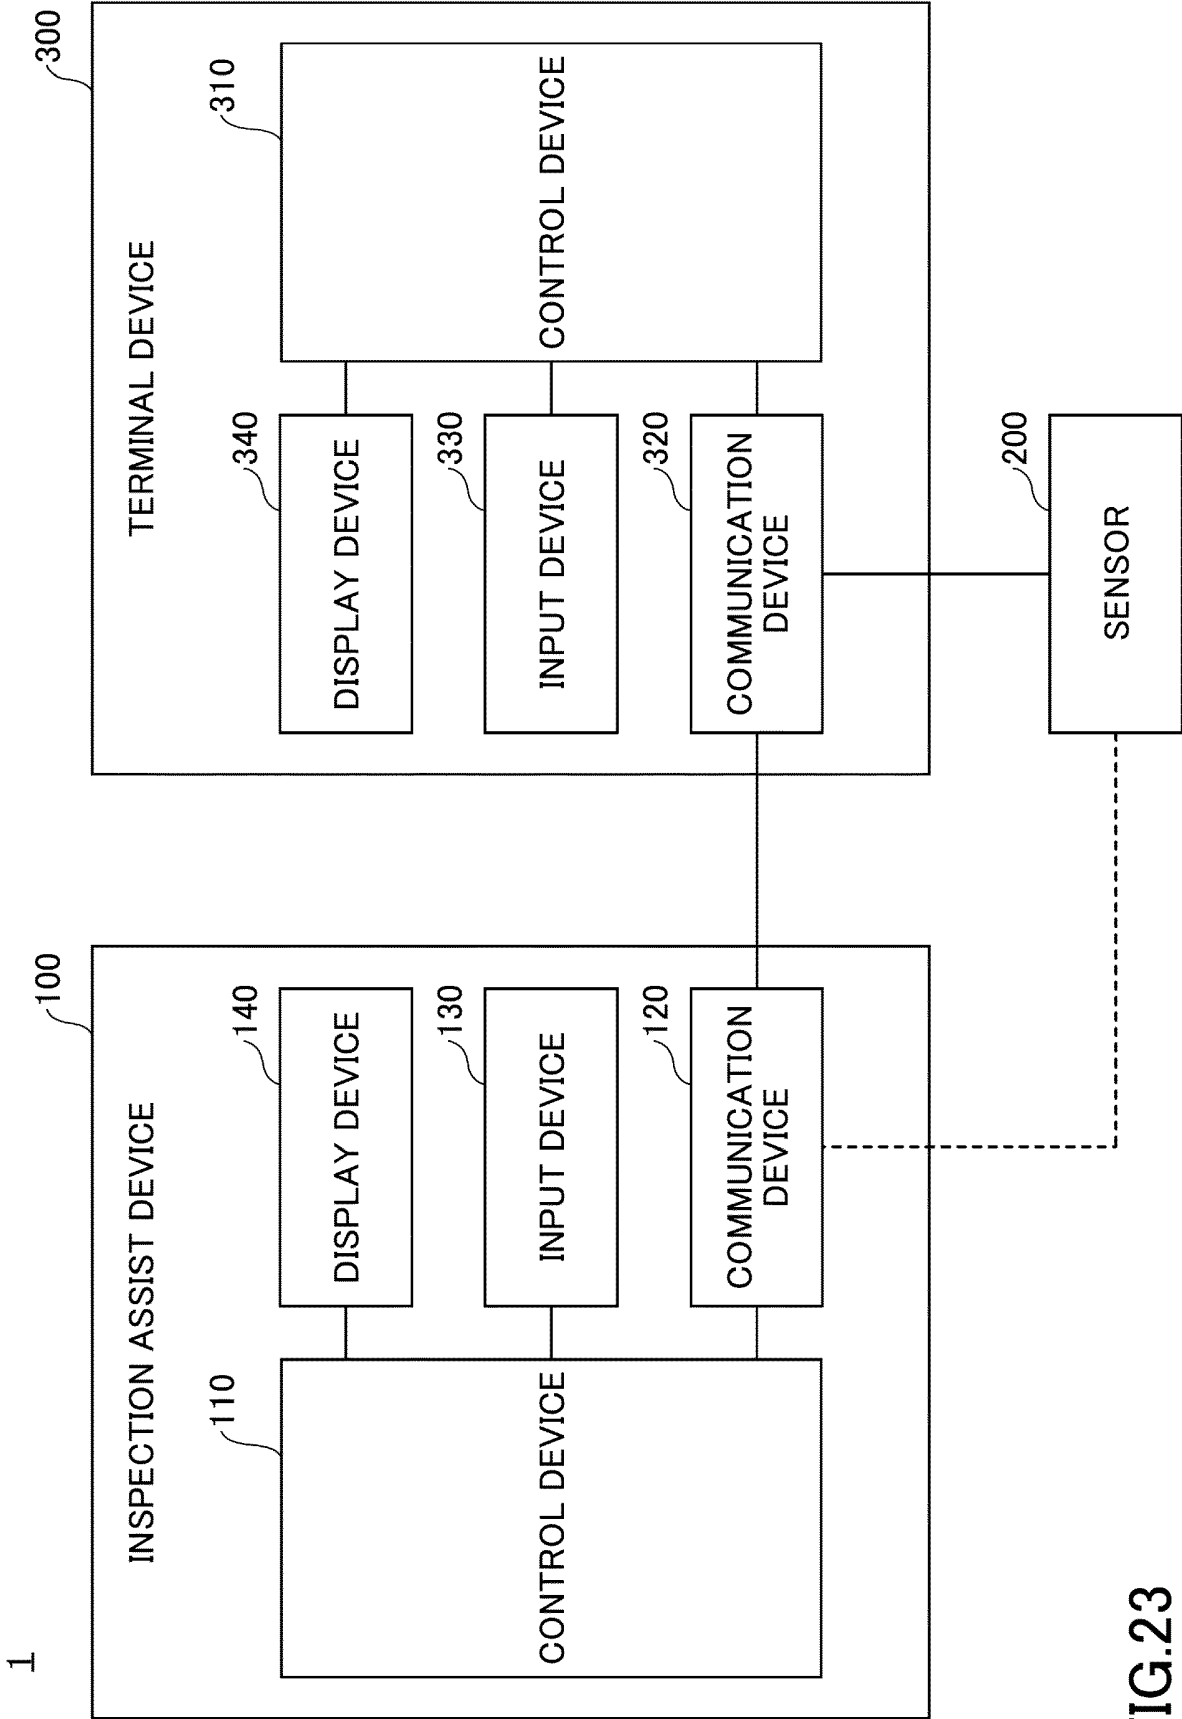 1
100
INSPECTION ASSIST DEVICE
110
CONTROL DEVICE
140
DISPLAY DEVICE
130
INPUT DEVICE
120
COMMUNICATION
DEVICE
300
TERMINAL DEVICE
340
DISPLAY DEVICE
330
INPUT DEVICE
320
COMMUNICATION
DEVICE
310
CONTROL DEVICE
200
SENSOR
FIG.23